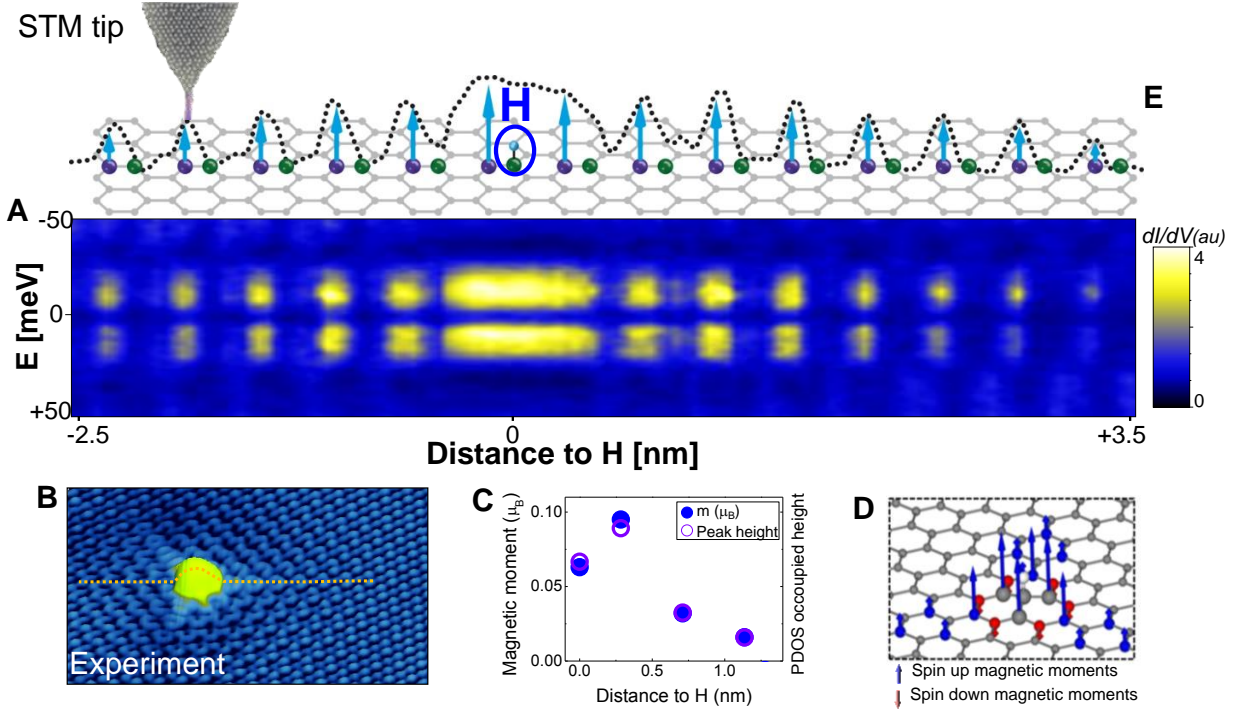 STM tip
H
E
A
-50
0
+50
E [meV]
-2.5
0
+3.5
Distance to H [nm]
dI/dV(au)
4
0
B
Experiment
C
0.10
0.05
0.00
Magnetic moment (μB)
m (μB)
Peak height
PDOS occoupied height
0.0
0.5
1.0
Distance to H (nm)
D
Spin up magnetic moments
Spin down magnetic moments